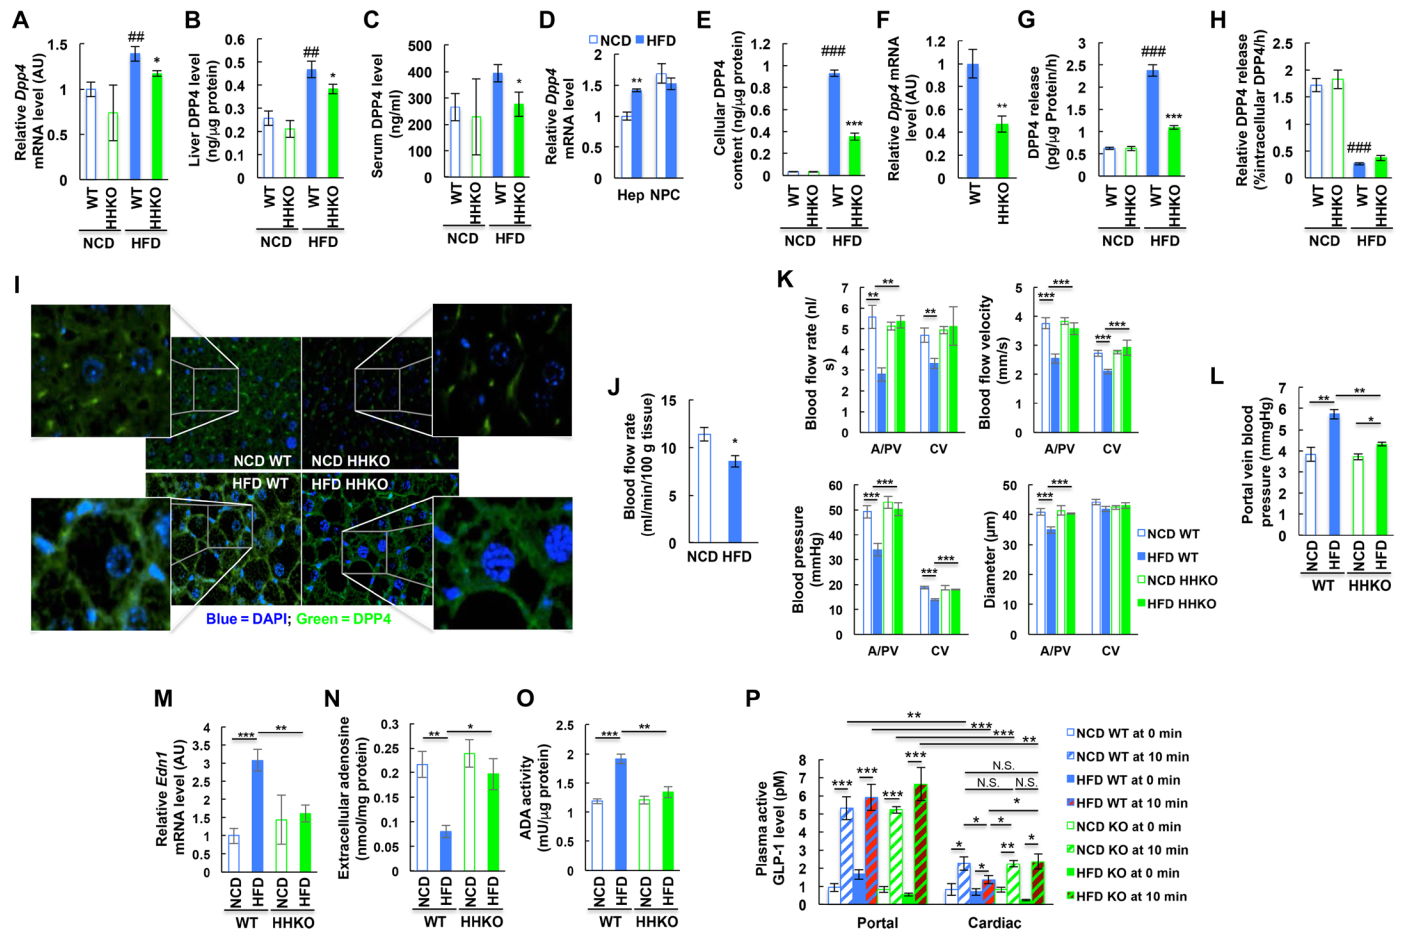 A
Relative Dpp4
mRNA level (AU)
1.5
1
0.5
0
##
*
WT
HHKO
WT
HHKO
NCD
HFD
B
Liver DPP4 level
(ng/µg protein)
0.6
0.5
0.4
0.3
0.2
0.1
0
##
*
WT
HHKO
WT
HHKO
NCD
HFD
C
Serum DPP4 level
(ng/ml)
500
400
300
200
100
0
*
WT
HHKO
WT
HHKO
NCD
HFD
D
NCD HFD
Relative Dpp4
mRNA level
2
1.5
1
0.5
0
**
Hep NPC
E
Cellular DPP4
content (ng/µg protein)
1.2
1
0.8
0.6
0.4
0.2
0
###
***
WT
HHKO
WT
HHKO
NCD
HFD
F
Relative Dpp4 mRNA
level (AU)
1.2
1
0.8
0.6
0.4
0.2
0
**
WT
HHKO
G
DPP4 release
(pg/µg Protein/h)
3
2.5
2
1.5
1
0.5
0
###
***
WT
HHKO
WT
HHKO
NCD
HFD
H
Relative DPP4 release
(%intracellular DPP4/h)
2.5
2
1.5
1
0.5
0
###
WT
HHKO
WT
HHKO
NCD
HFD
I
NCD WT
NCD HHKO
HFD WT
HFD HHKO
Blue = DAPI; Green = DPP4
J
Blood flow rate
(ml/min/100 g tissue)
15
10
5
0
*
NCD HFD
K
Blood flow rate (nl/
s)
7
6
5
4
3
2
1
0
** ** **
A/PV CV
Blood flow velocity
(mm/s)
5
4
3
2
1
0
*** *** *** ***
A/PV CV
Blood pressure
(mmHg)
60
50
40
30
20
10
0
*** *** *** ***
A/PV CV
Diameter (µm)
50
40
30
20
10
0
*** ***
A/PV CV
NCD WT
HFD WT
NCD HHKO
HFD HHKO
L
Portal vein blood
pressure (mmgHg)
7
6
5
4
3
2
1
0
** ** *
NCD
HFD
NCD
HFD
WT HHKO
M
Relative Edn1
mRNA level (AU)
4
3.5
3
2.5
2
1.5
1
0.5
0
*** **
NCD
HFD
NCD
HFD
WT HHKO
N
Extracellular adenosine
(nmol/mg protein)
0.3
0.25
0.2
0.15
0.1
0.05
0
** *
NCD
HFD
NCD
HFD
WT HHKO
O
ADA activity
(mU/µg protein)
2.5
2
1.5
1
0.5
0
*** **
NCD
HFD
NCD
HFD
WT HHKO
P
Plasma active
GLP-1 level (pM)
8
7
6
5
4
3
2
1
0
**
***
***
**
*** *** *** ***
N.S.
N.S. N.S.
*
* *
* * ** *
Portal Cardiac
NCD WT at 0 min
NCD WT at 10 min
HFD WT at 0 min
HFD WT at 10 min
NCD KO at 0 min
NCD KO at 10 min
HFD KO at 0 min
HFD KO at 10 min